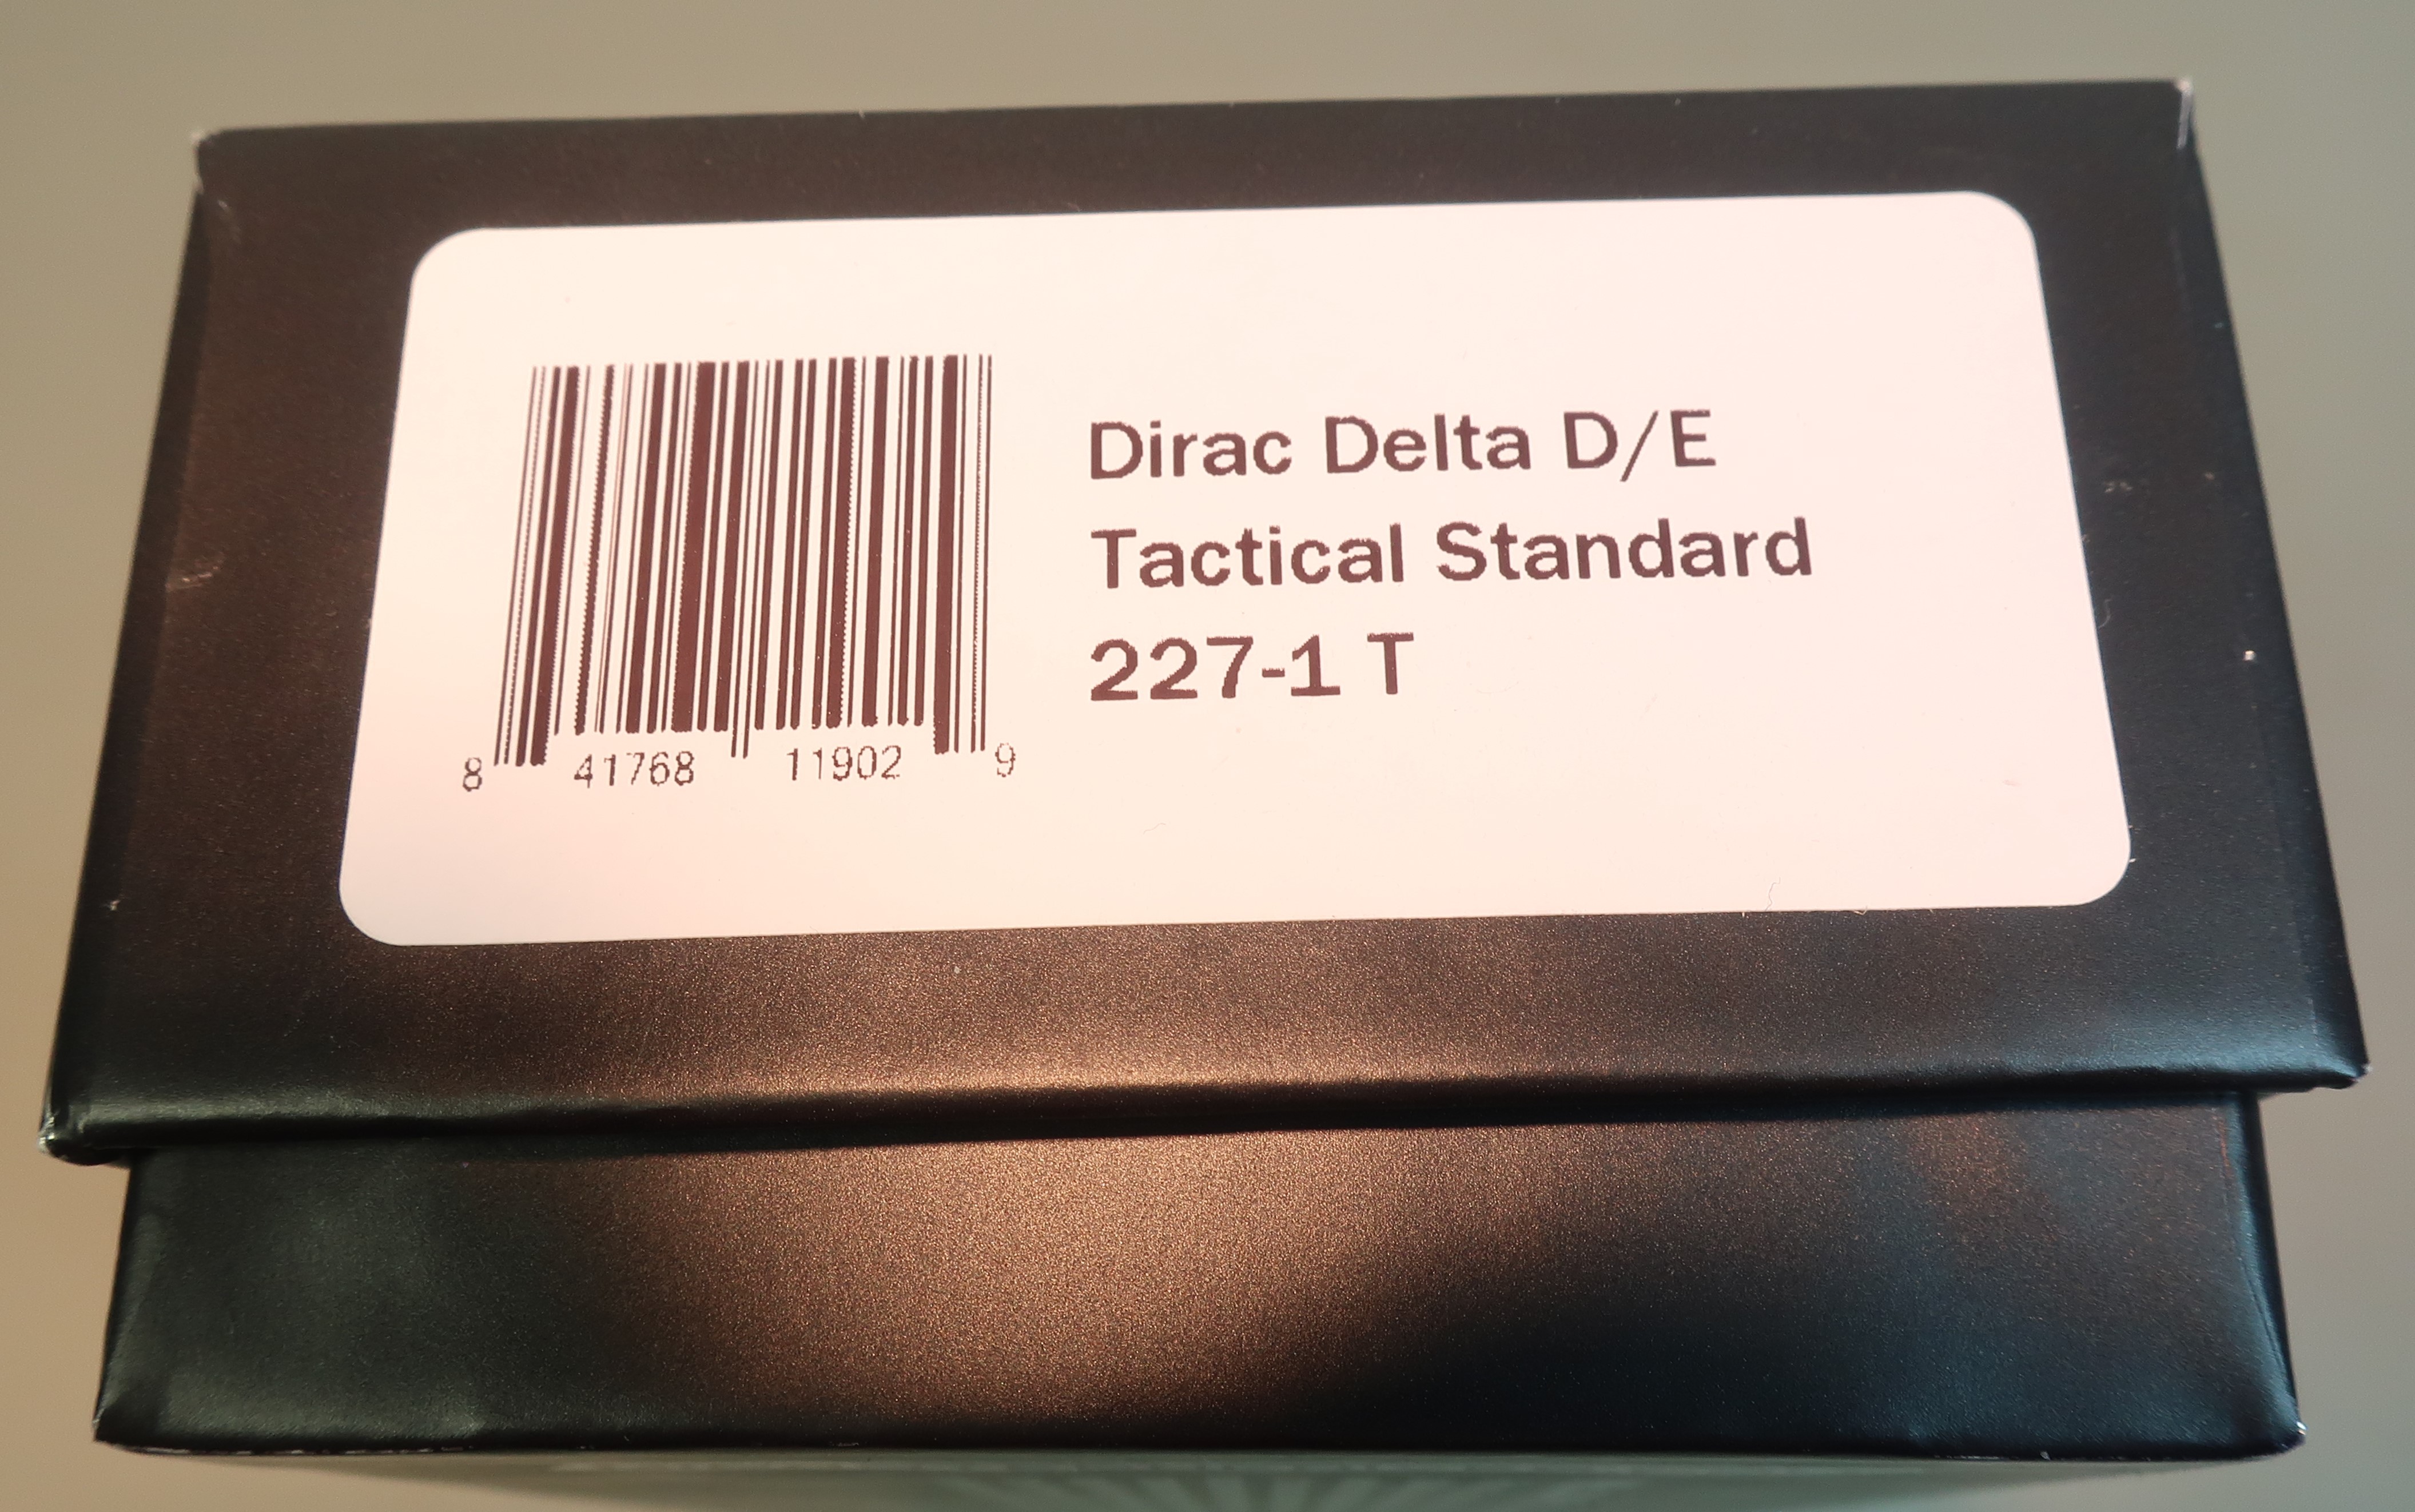 Dirac Delta D/E
Tactical Standard
227-1 T
8 41768 11902 9